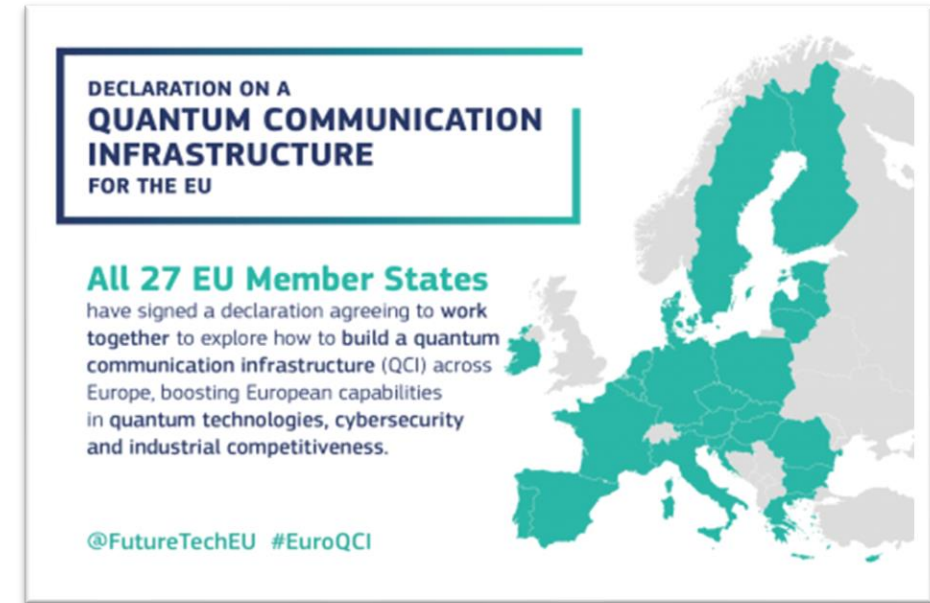 DECLARATION ON A
QUANTUM COMMUNICATION
INFRASTRUCTURE
FOR THE EU
All 27 EU Member States
have signed a declaration agreeing to work
together to explore how to build a quantum
communication infrastructure (QCI) across
Europe, boosting European capabilities
in quantum technologies, cybersecurity
and industrial competitiveness.
@FutureTechEU #EuroQCI